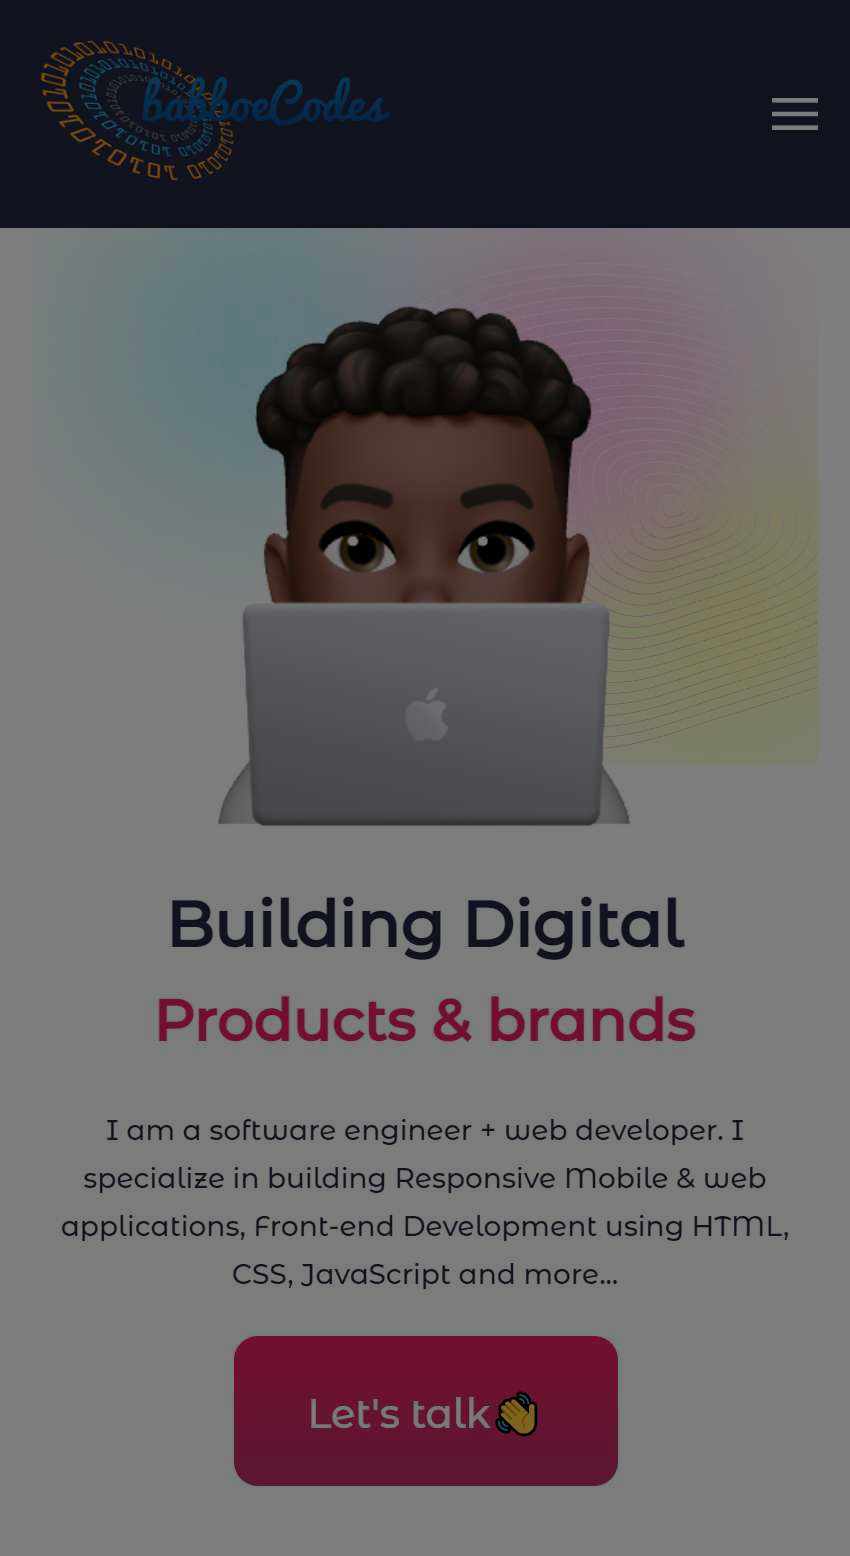 babboeCodes
Building Digital
Products & brands
I am a software engineer + web developer. I
specialize in building Responsive Mobile & web
applications, Front-end Development using HTML,
CSS, JavaScript and more...
Let's talk👋